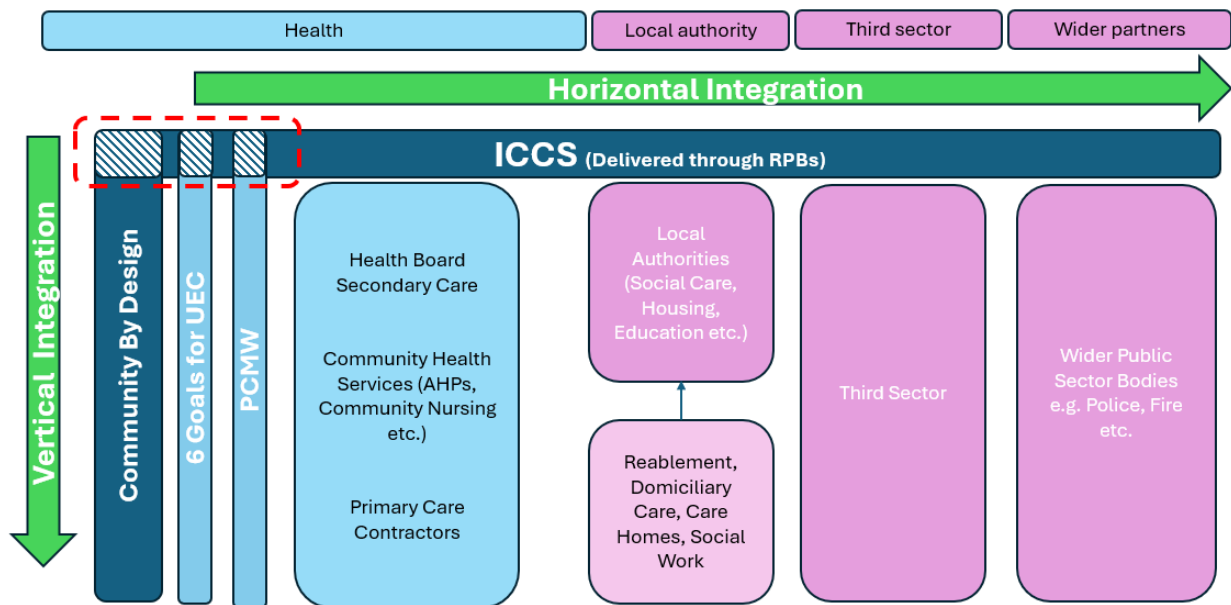 Health
Local authority
Third sector
Wider partners
Horizontal Integration
ICCS (Delivered through RPBs)
Vertical Integration
Community By Design
6 Goals for UEC
PCMW
Health Board
Secondary Care
Community Health
Services (AHPs,
Community Nursing
etc.)
Primary Care
Contractors
Local
Authorities
(Social Care,
Housing,
Education etc.)
Reablement,
Domiciliary
Care, Care
Homes, Social
Work
Third Sector
Wider Public
Sector Bodies
e.g. Police, Fire
etc.